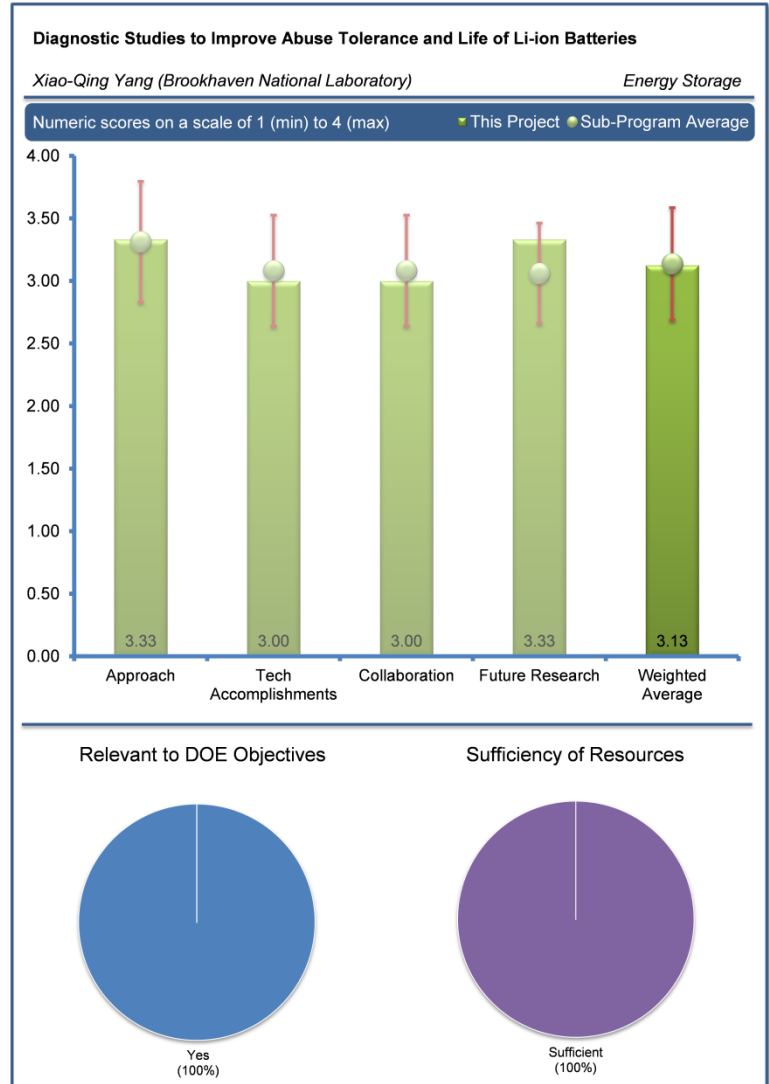 Diagnostic Studies to Improve Abuse Tolerance and Life of Li-ion Batteries
Xiao-Qing Yang (Brookhaven National Laboratory) Energy Storage
Numeric scores on a scale of 1 (min) to 4 (max) This Project Sub-Program Average
4.00
3.50
3.00
2.50
2.00
1.50
1.00
0.50
0.00
3.33 3.00 3.00 3.33 3.13
Approach Tech Accomplishments Collaboration Future Research Weighted Average
Relevant to DOE Objectives Sufficiency of Resources
Yes
(100%)
Sufficient
(100%)